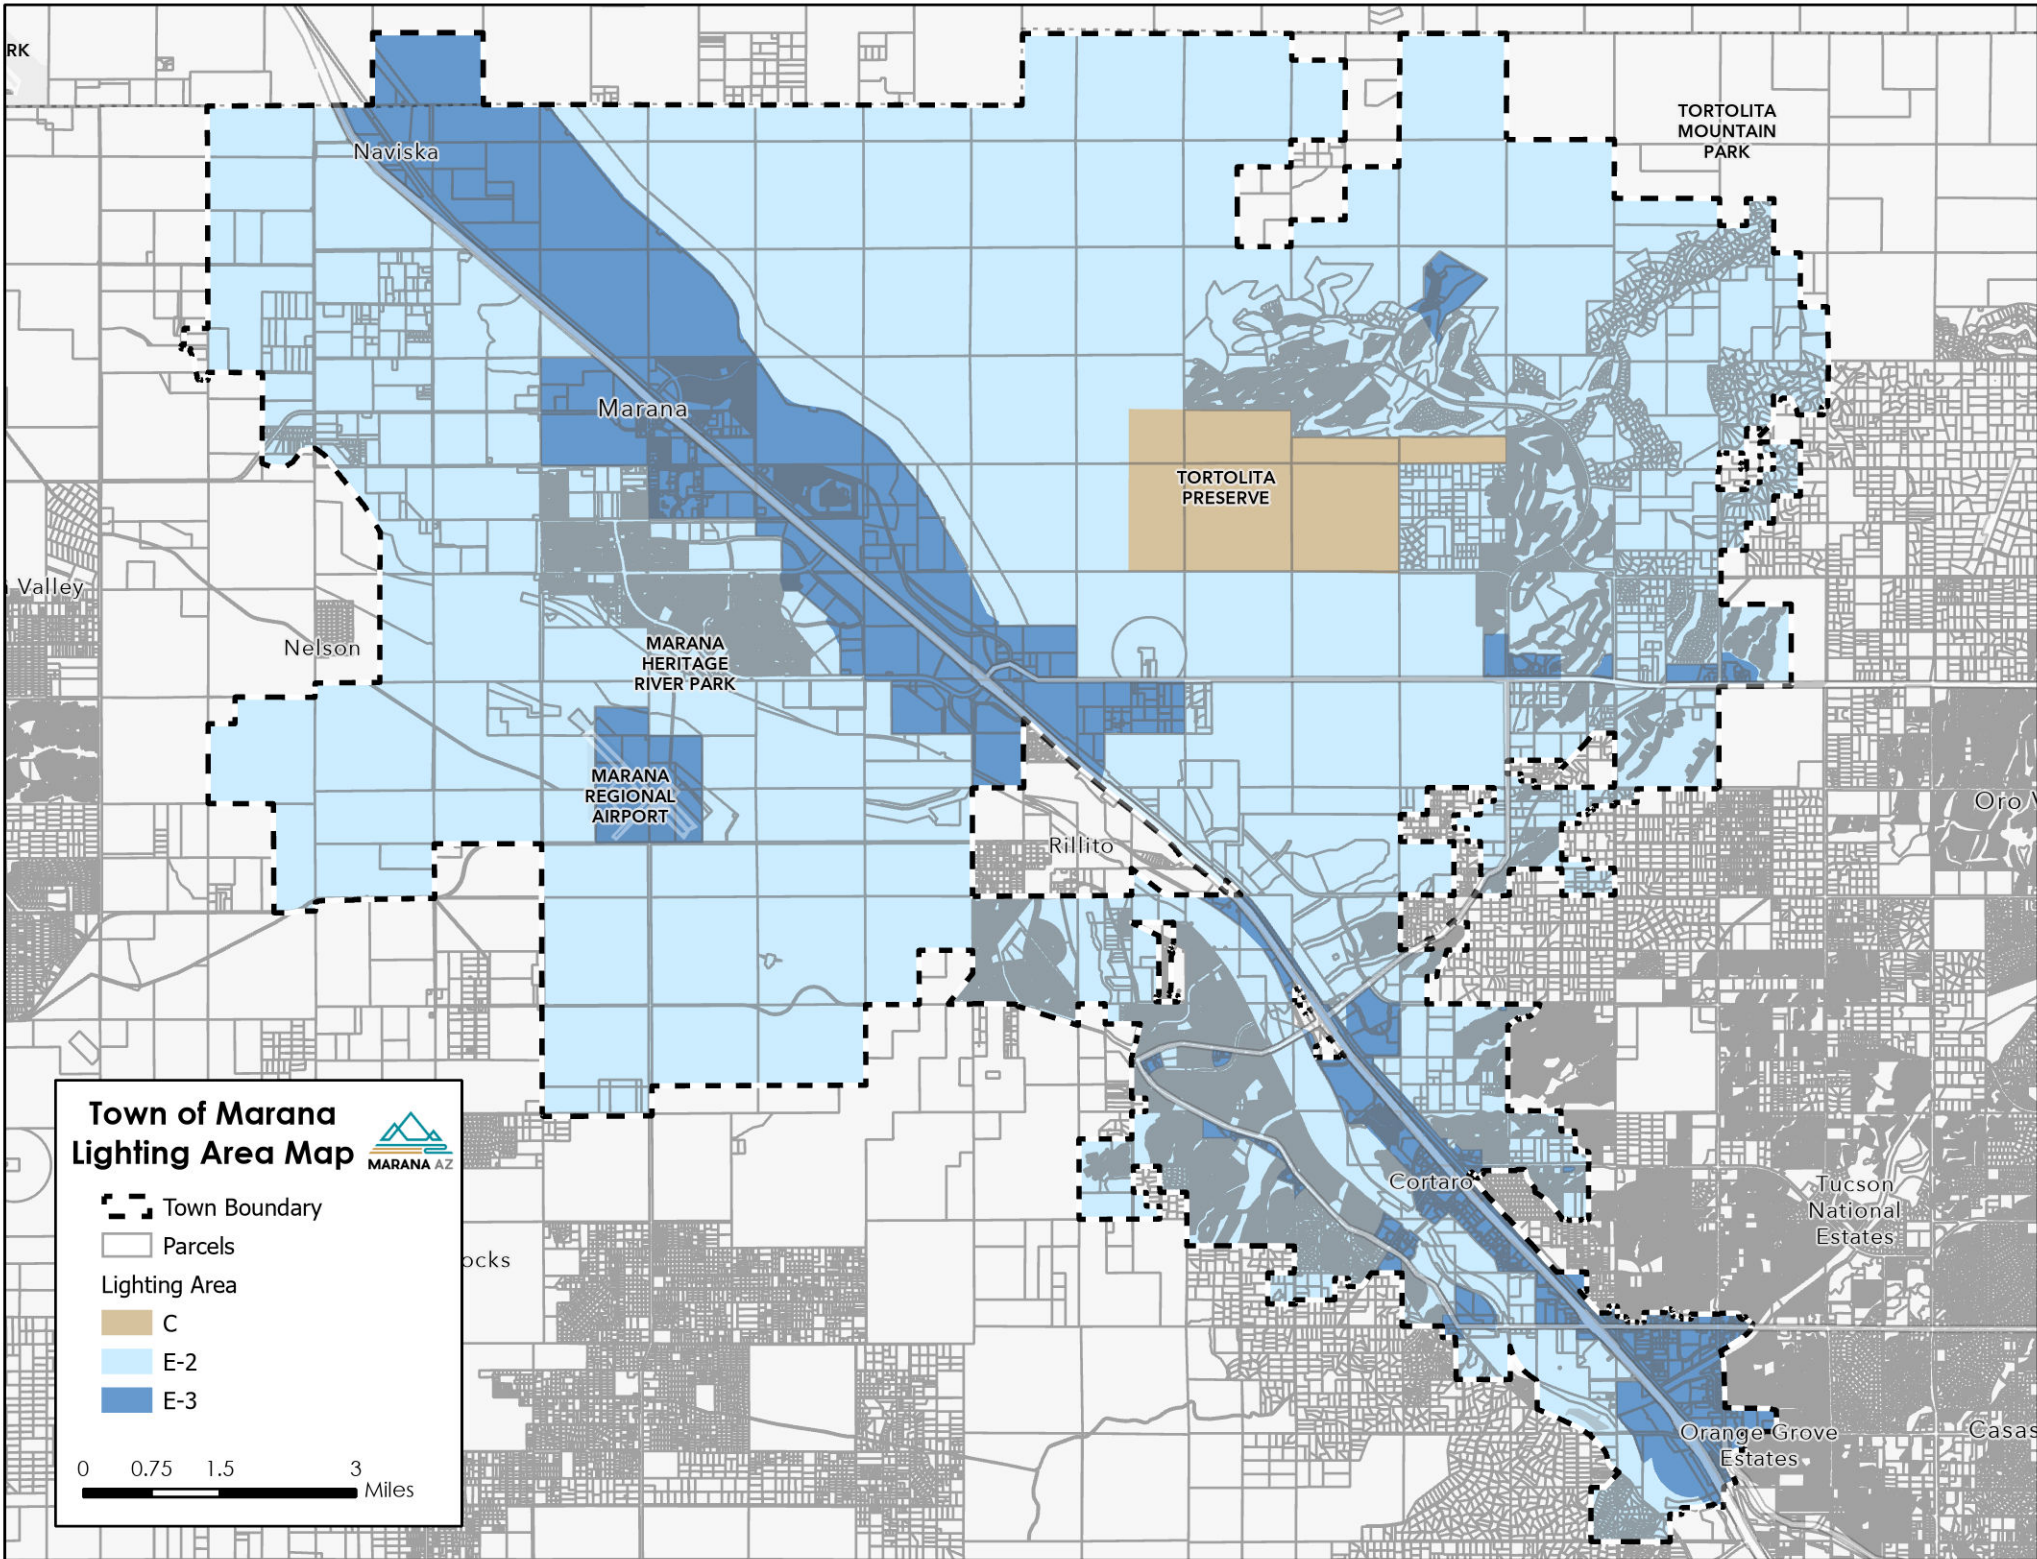 RK
TORTOLITA
MOUNTAIN
PARK
Naviska
Marana
TORTOLITA
PRESERVE
i Valley
Nelson
MARANA
HERITAGE
RIVER PARK
MARANA
REGIONAL
AIRPORT
Oro V
Rillito
Cortaro
Tucson
National
Estates
ocks
Orange Grove
Estates
Casas
Town of Marana
Lighting Area Map
MARANA AZ
Town Boundary
Parcels
Lighting Area
C
E-2
E-3
0 0.75 1.5 3
Miles